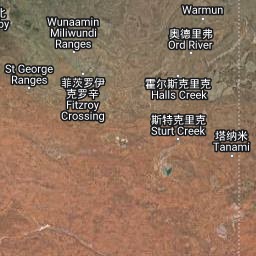 Warmun
北
by
Wunaamin
Miliwundi
Ranges
奥德里弗
Ord River
St George
Ranges
菲茨罗伊
克罗辛
Fitzroy
Crossing
霍尔斯克里克
Halls Creek
斯特克里克
Sturt Creek
塔纳米
Tanami